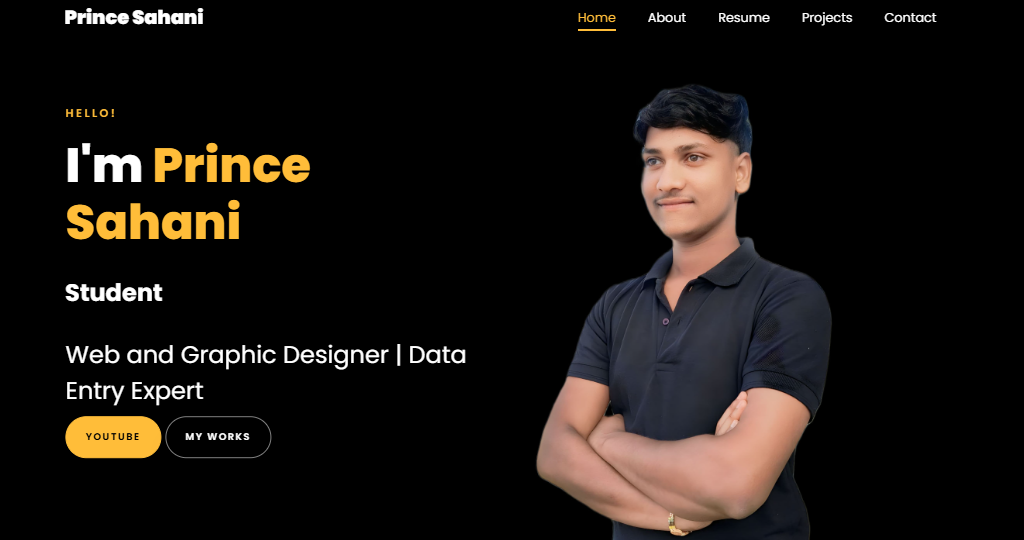 Prince Sahani
Home About Resume Projects Contact
HELLO!
I'm Prince
Sahani
Student
Web and Graphic Designer | Data
Entry Expert
YOUTUBE MY WORKS